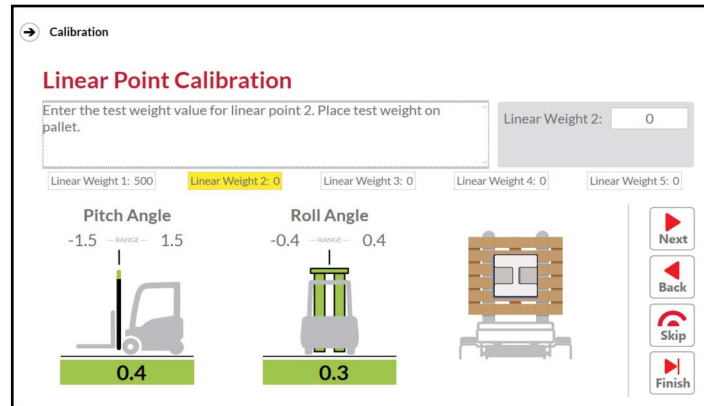 Calibration
Linear Point Calibration
Enter the test weight value for linear point 2. Place test weight on
pallet.
Linear Weight 2: 0
Linear Weight 1: 500
Linear Weight 2: 0
Linear Weight 3: 0
Linear Weight 4: 0
Linear Weight 5: 0
Pitch Angle
-1.5 —RANGE— 1.5
0.4
Roll Angle
-0.4 —RANGE— 0.4
0.3
Next
Back
Skip
Finish